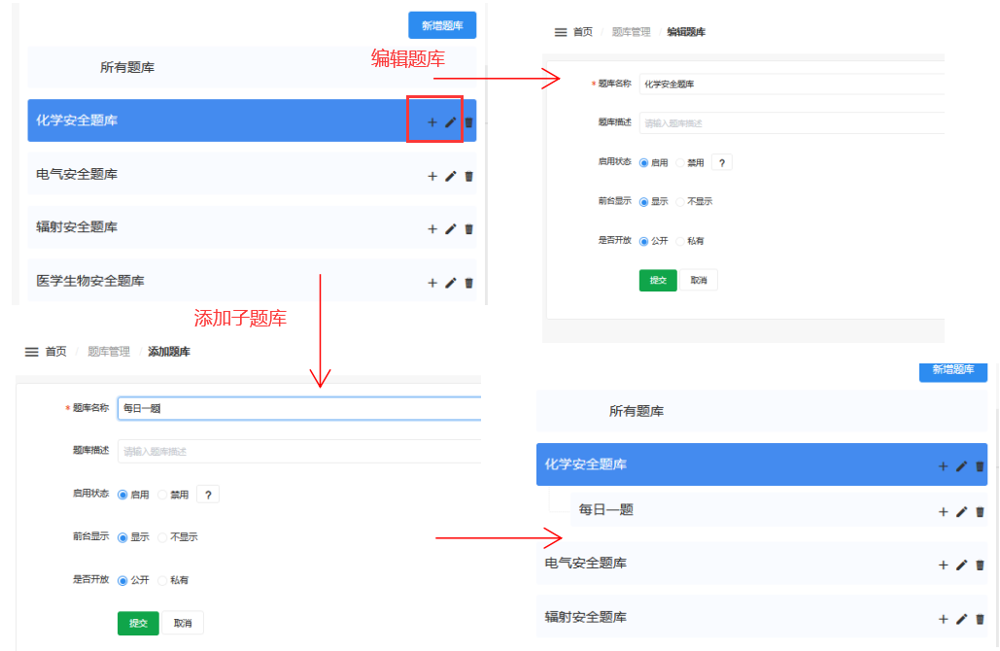 新增题库
所有题库
化学安全题库
电气安全题库
辐射安全题库
医学生物安全题库
编辑题库
首页 / 题库管理 / 编辑题库
* 题库名称 化学安全题库
题库描述 请输入题库描述
启用状态 启用 禁用 ?
前台显示 显示 不显示
是否开放 公开 私有
提交 取消
添加子题库
首页 / 题库管理 / 添加题库
* 题库名称 每日一题
题库描述 请输入题库描述
启用状态 启用 禁用 ?
前台显示 显示 不显示
是否开放 公开 私有
提交 取消
新增题库
所有题库
化学安全题库
每日一题
电气安全题库
辐射安全题库